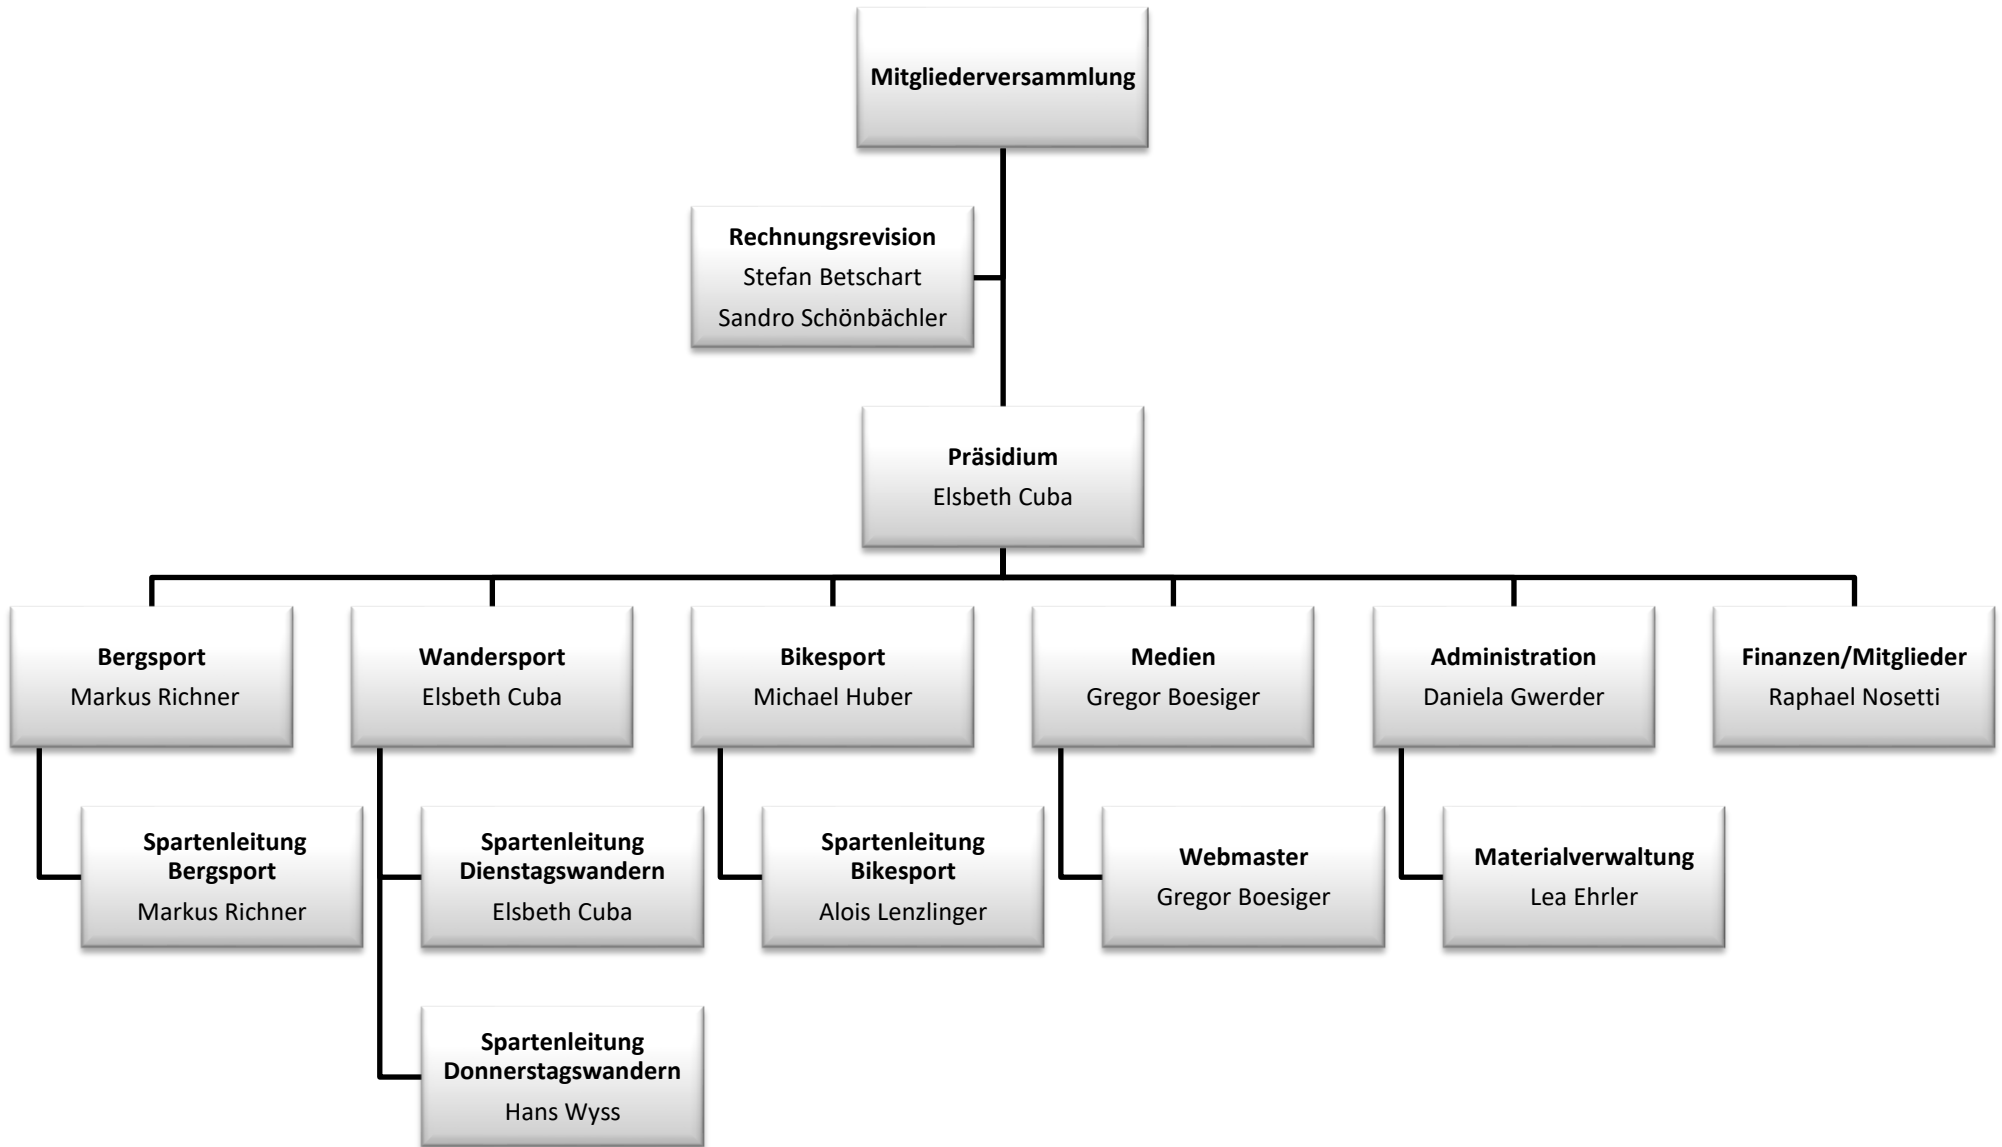 Mitgliederversammlung
Rechnungsrevision
Stefan Betschart
Sandro Schönbächler
Präsidium
Elsbeth Cuba
Bergsport
Markus Richner
Wandersport
Elsbeth Cuba
Bikesport
Michael Huber
Medien
Gregor Boesiger
Administration
Daniela Gwerder
Finanzen/Mitglieder
Raphael Nosetti
Spartenleitung
Bergsport
Markus Richner
Spartenleitung
Dienstagswandern
Elsbeth Cuba
Spartenleitung
Bikesport
Alois Lenzlinger
Webmaster
Gregor Boesiger
Materialverwaltung
Lea Ehrler
Spartenleitung
Donnerstagswandern
Hans Wyss